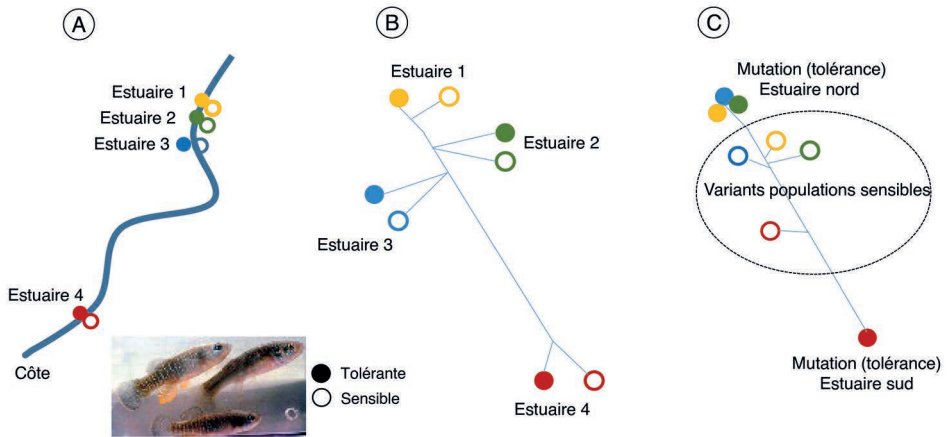 A
Estuaire 1
Estuaire 2
Estuaire 3
Estuaire 4
Côte
Tolérante
Sensible
B
Estuaire 1
Estuaire 2
Estuaire 3
Estuaire 4
C
Mutation (tolérance)
Estuaire nord
Variants populations sensibles
Mutation (tolérance)
Estuaire sud